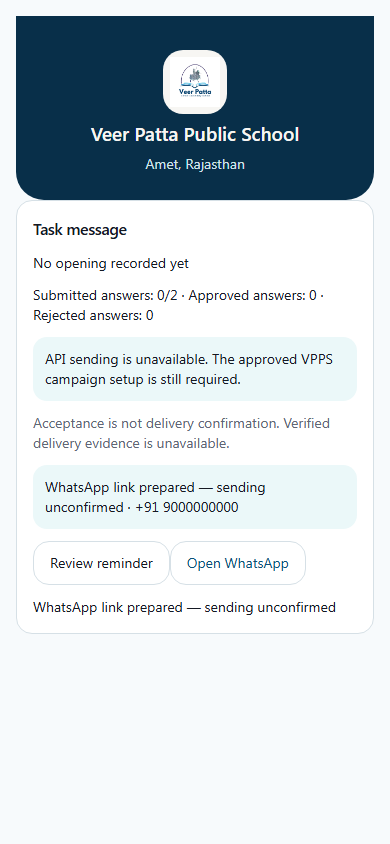 Veer Patta
Veer Patta Public School
Amet, Rajasthan
Task message
No opening recorded yet
Submitted answers: 0/2 · Approved answers: 0 ·
Rejected answers: 0
API sending is unavailable. The approved VPPS
campaign setup is still required.
Acceptance is not delivery confirmation. Verified
delivery evidence is unavailable.
WhatsApp link prepared — sending
unconfirmed · +91 9000000000
Review reminder
Open WhatsApp
WhatsApp link prepared — sending unconfirmed